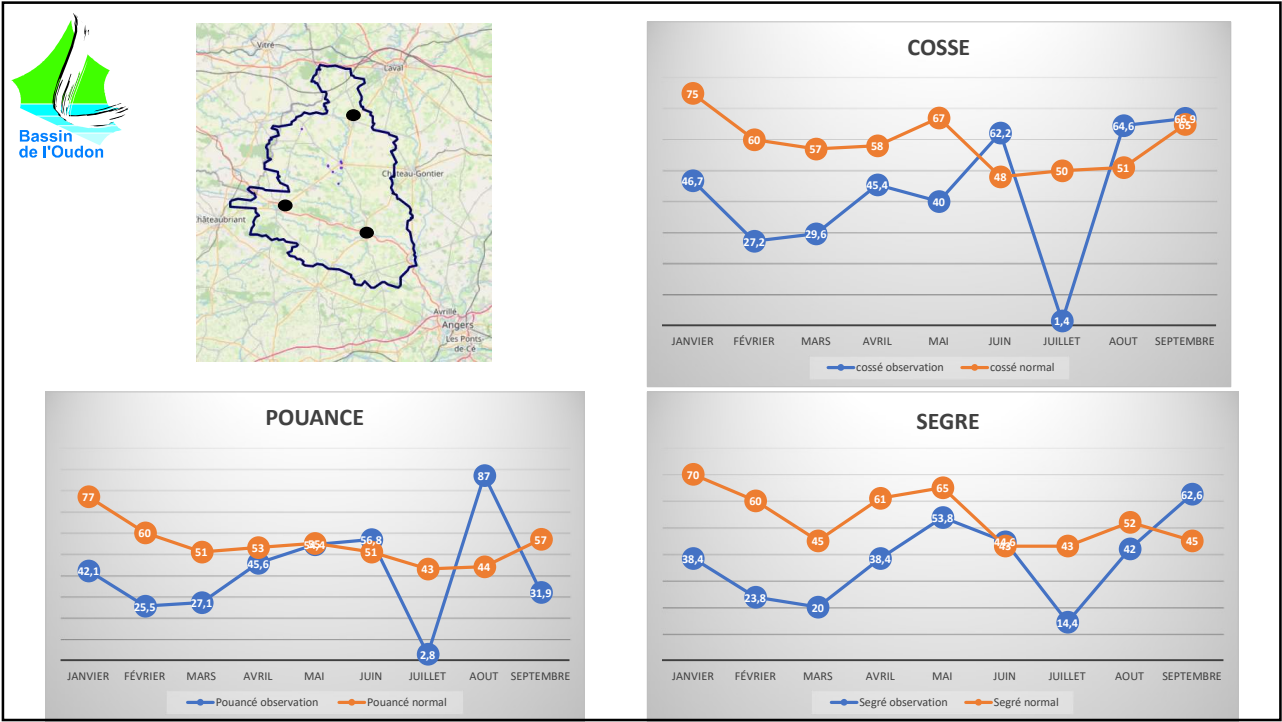 Bassin
de l'Oudon
Vitré
Laval
Château-Gontier
hâteaubriant
Avrillé
Angers
Les Ponts-
de Cé
COSSE
75
60
57
58
67
48
50
51
65
46,7
27,2
29,6
45,4
40
62,2
1,4
64,6
66,9
JANVIER FÉVRIER MARS AVRIL MAI JUIN JUILLET AOUT SEPTEMBRE
cossé observation cossé normal
POUANCE
77
60
51
53
51
43
44
57
42,1
25,5
27,1
45,6
56,8
2,8
87
31,9
JANVIER FÉVRIER MARS AVRIL MAI JUIN JUILLET AOUT SEPTEMBRE
Pouancé observation Pouancé normal
SEGRE
70
60
45
61
65
43
43
52
45
38,4
23,8
20
38,4
53,8
44,6
14,4
42
62,6
JANVIER FÉVRIER MARS AVRIL MAI JUIN JUILLET AOUT SEPTEMBRE
Segré observation Segré normal